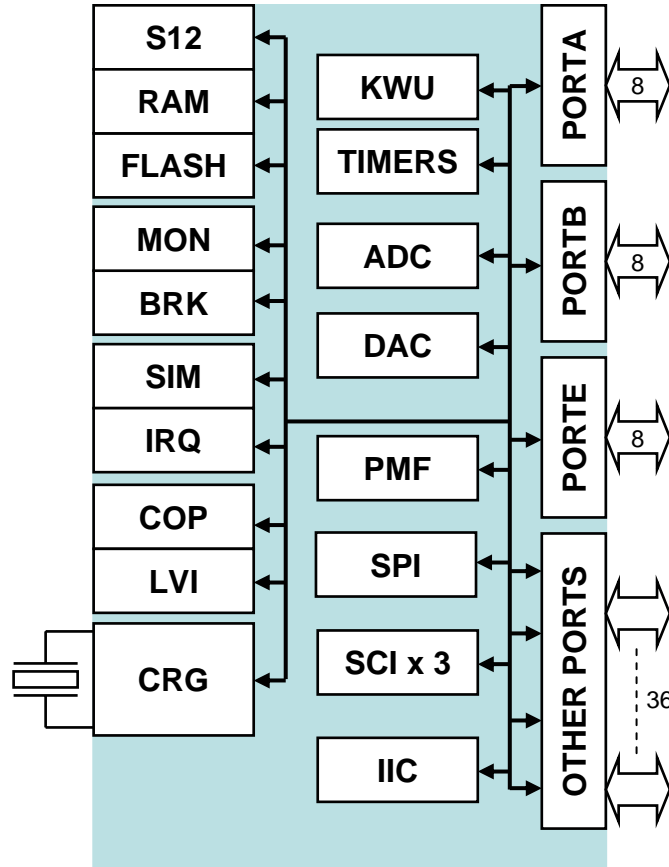 S12
RAM
FLASH
MON
BRK
SIM
IRQ
COP
LVI
CRG
KWU
TIMERS
ADC
DAC
PMF
SPI
SCI x 3
IIC
PORTA
8
PORTB
8
PORTE
8
OTHER PORTS
36